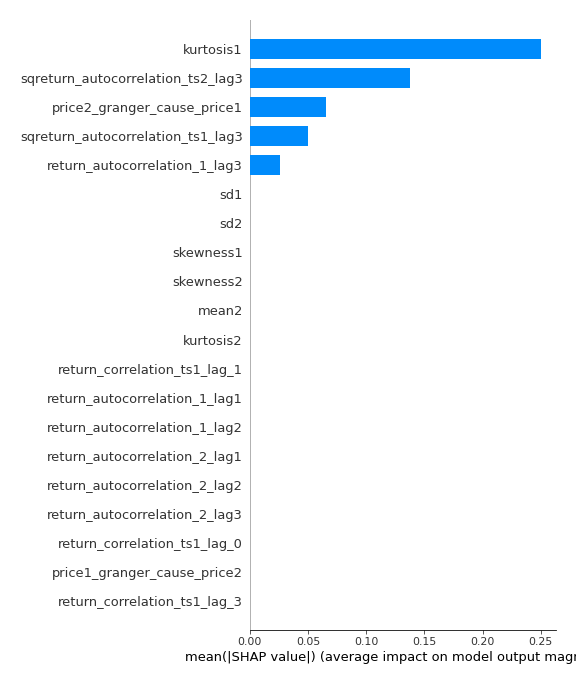 kurtosis1
sqreturn_autocorrelation_ts2_lag3
price2_granger_cause_price1
sqreturn_autocorrelation_ts1_lag3
return_autocorrelation_1_lag3
sd1
sd2
skewness1
skewness2
mean2
kurtosis2
return_correlation_ts1_lag_1
return_autocorrelation_1_lag1
return_autocorrelation_1_lag2
return_autocorrelation_2_lag1
return_autocorrelation_2_lag2
return_autocorrelation_2_lag3
return_correlation_ts1_lag_0
price1_granger_cause_price2
return_correlation_ts1_lag_3
0.00 0.05 0.10 0.15 0.20 0.25
mean(|SHAP value|) (average impact on model output magn